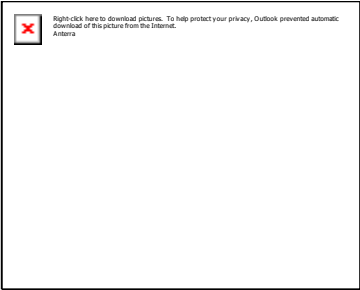 Right-click here to download pictures. To help protect your privacy, Outlook prevented automatic
download of this picture from the Internet.
Anterra